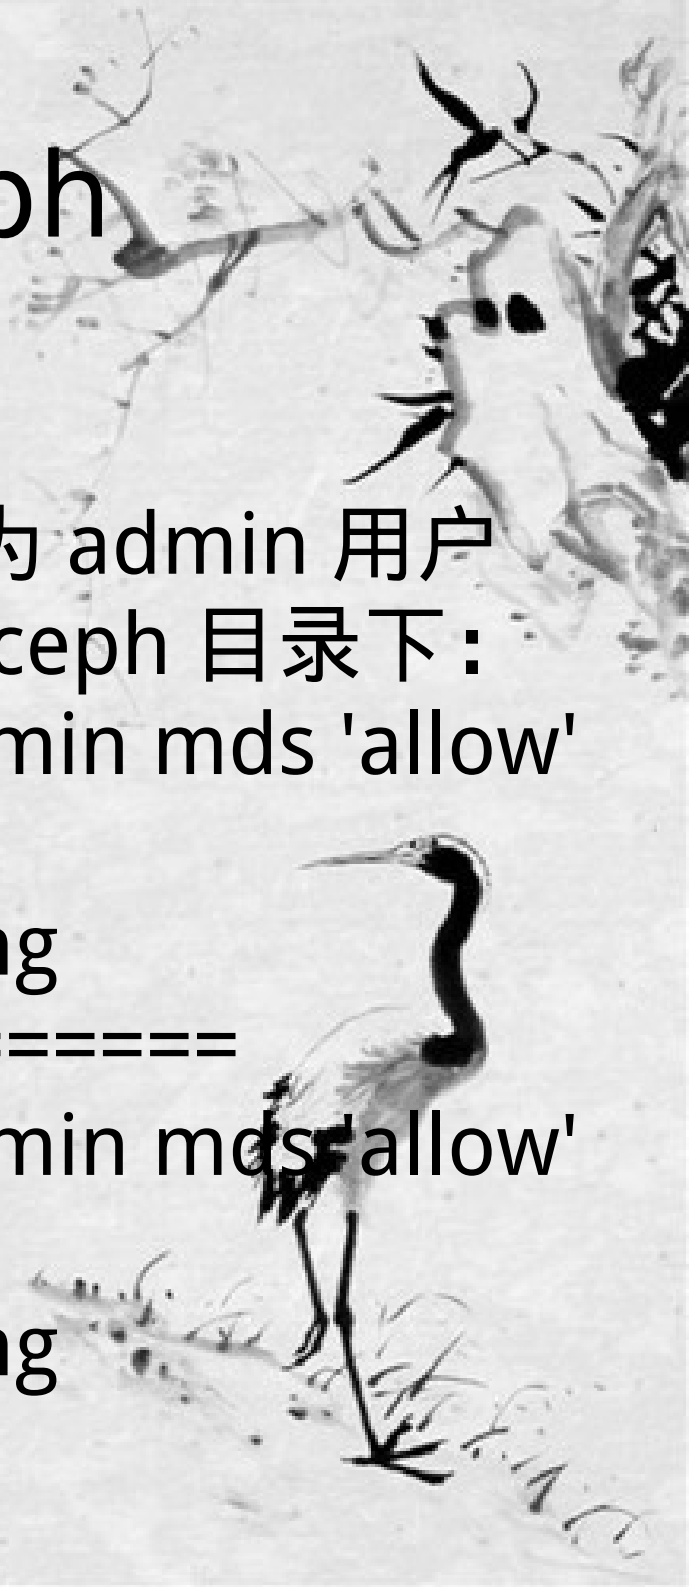 ph
为 admin 用户
ceph 目录下：
min mds 'allow'
ng
======
min mds 'allow'
ng